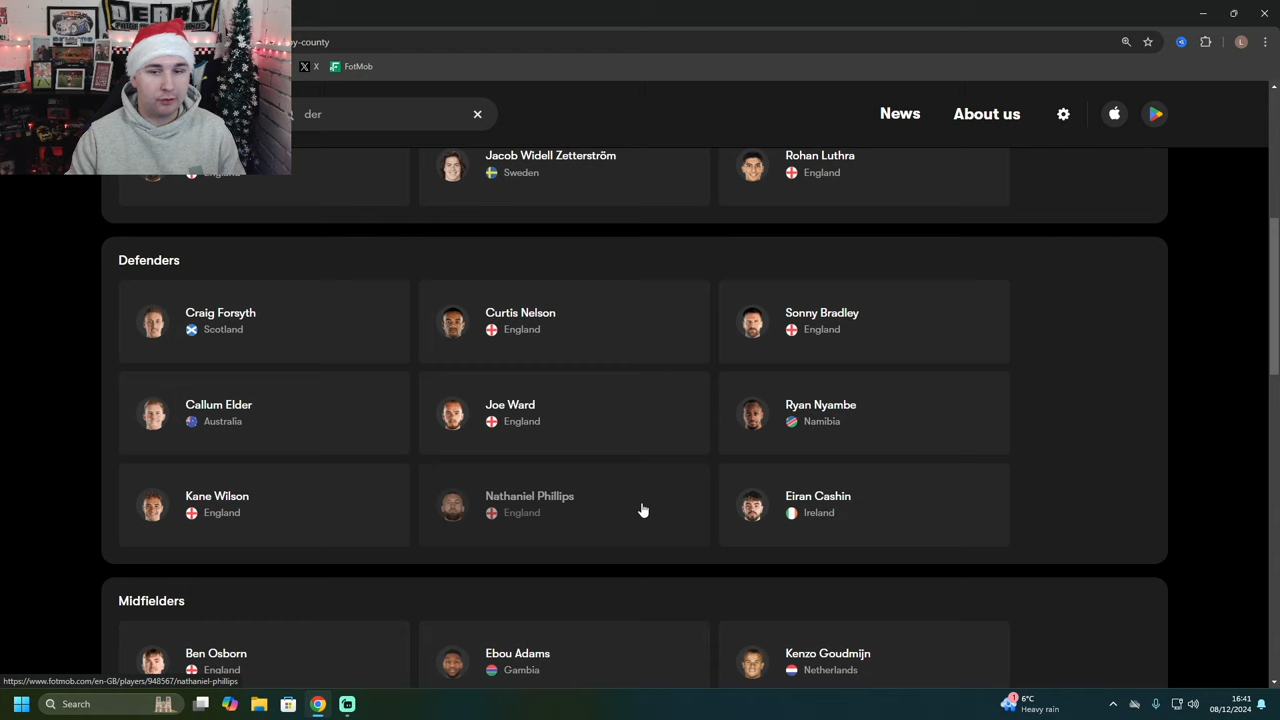 DERRY
y-county
X
FotMob
der
News
About us
Jacob Widell Zetterström
Rohan Luthra
England
Sweden
England
Defenders
Craig Forsyth
Curtis Nelson
Sonny Bradley
Scotland
England
England
Callum Elder
Joe Ward
Ryan Nyambe
Australia
England
Namibia
Kane Wilson
Nathaniel Phillips
Eiran Cashin
England
England
Ireland
Midfielders
Ben Osborn
Ebou Adams
Kenzo Goudmijn
England
Gambia
Netherlands
https://www.fotmob.com/en-GB/players/948567/nathaniel-phillips
Search
1
6°C
Heavy rain
16:41
08/12/2024